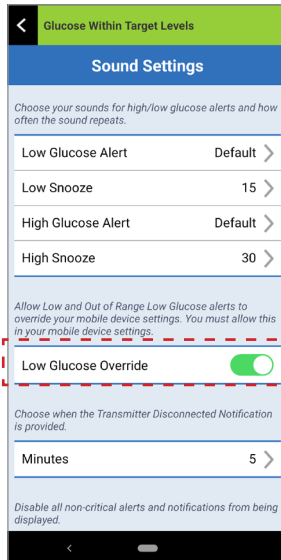 Glucose Within Target Levels
Sound Settings
Choose your sounds for high/low glucose alerts and how
often the sound repeats.
Low Glucose Alert Default
Low Snooze 15
High Glucose Alert Default
High Snooze 30
Allow Low and Out of Range Low Glucose alerts to
override your mobile device settings. You must allow this
in your mobile device settings.
Low Glucose Override
Choose when the Transmitter Disconnected Notification
is provided.
Minutes 5
Disable all non-critical alerts and notifications from being
displayed.